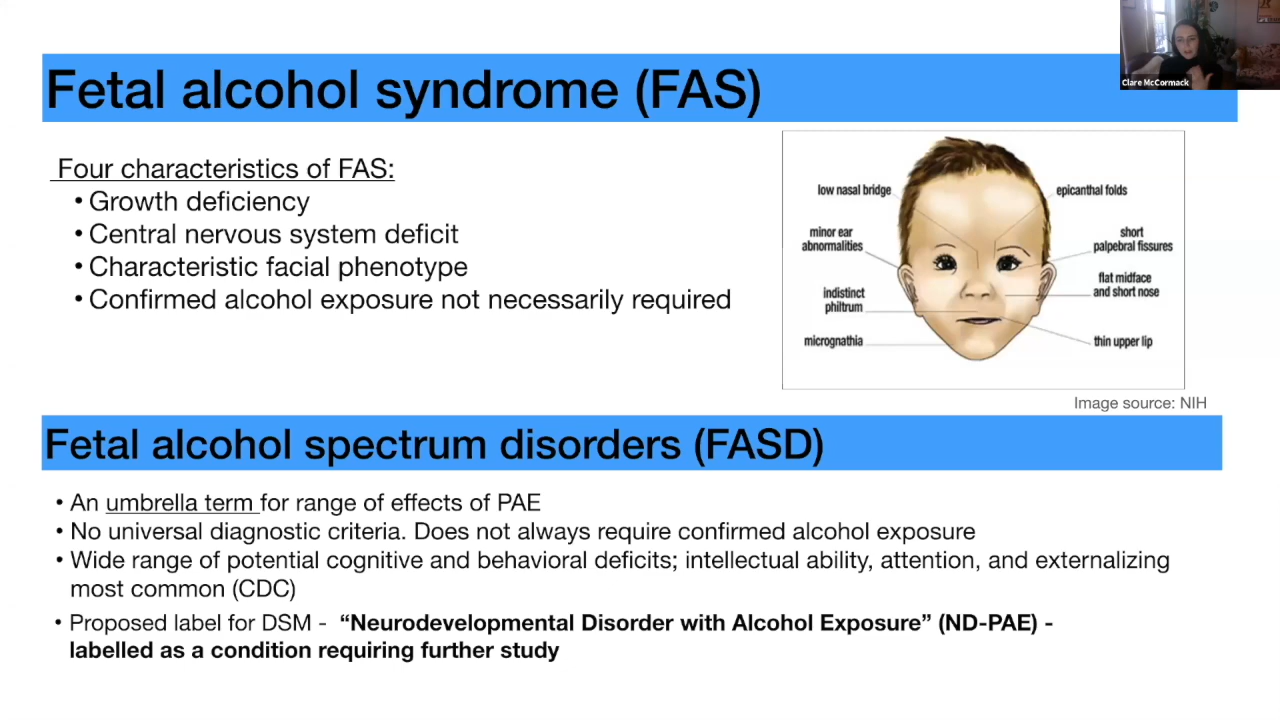 Clare McCormack
Fetal alcohol syndrome (FAS)
Four characteristics of FAS:
• Growth deficiency
• Central nervous system deficit
• Characteristic facial phenotype
• Confirmed alcohol exposure not necessarily required
low nasal bridge
minor ear
abnormalities
indistinct
philtrum
micrognathia
epicanthal folds
short
palpebral fissures
flat midface
and short nose
thin upper lip
Image source: NIH
Fetal alcohol spectrum disorders (FASD)
• An umbrella term for range of effects of PAE
• No universal diagnostic criteria. Does not always require confirmed alcohol exposure
• Wide range of potential cognitive and behavioral deficits; intellectual ability, attention, and externalizing
most common (CDC)
• Proposed label for DSM - “Neurodevelopmental Disorder with Alcohol Exposure” (ND-PAE) -
labelled as a condition requiring further study